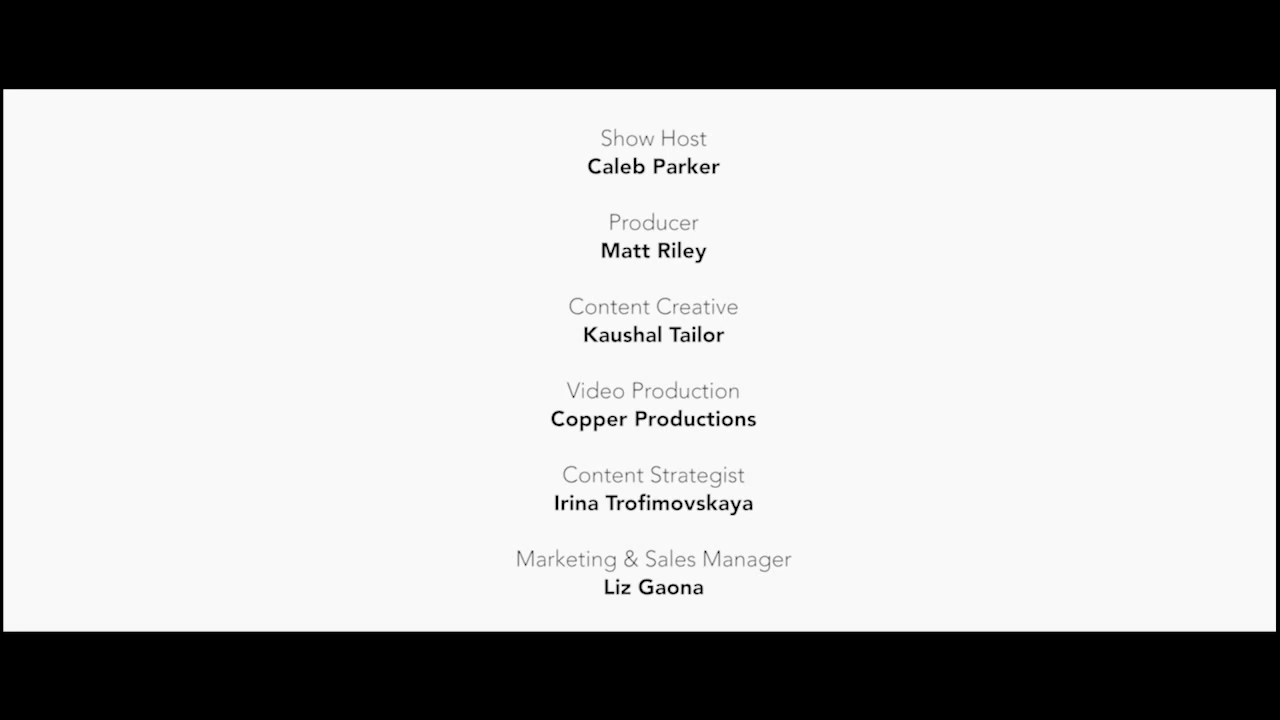 Show Host
Caleb Parker
Producer
Matt Riley
Content Creative
Kaushal Tailor
Video Production
Copper Productions
Content Strategist
Irina Trofimovskaya
Marketing & Sales Manager
Liz Gaona